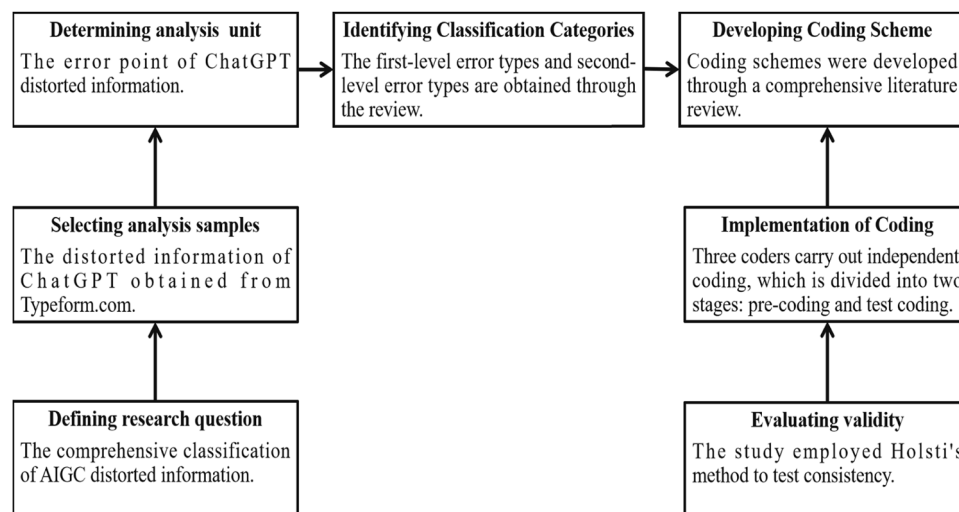 Determining analysis unit
The error point of ChatGPT
distorted information.
Identifying Classification Categories
The first-level error types and second-
level error types are obtained through
the review.
Developing Coding Scheme
Coding schemes were developed
through a comprehensive literature
review.
Selecting analysis samples
The distorted information of
ChatGPT obtained from
Typeform.com.
Implementation of Coding
Three coders carry out independent
coding, which is divided into two
stages: pre-coding and test coding.
Defining research question
The comprehensive classification
of AIGC distorted information.
Evaluating validity
The study employed Holsti's
method to test consistency.